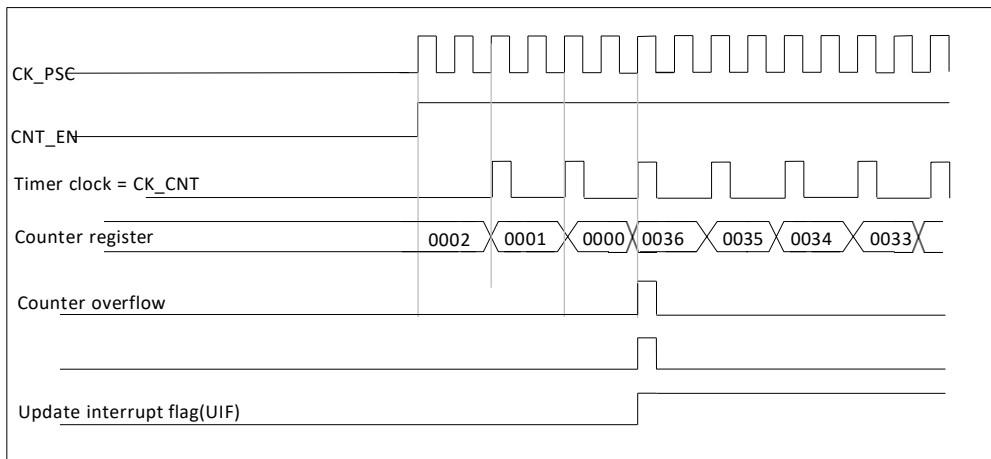 CK_PSC
CNT_EN
Timer clock = CK_CNT
Counter register
0002 0001 0000 0036 0035 0034 0033
Counter overflow
Update interrupt flag(UIF)